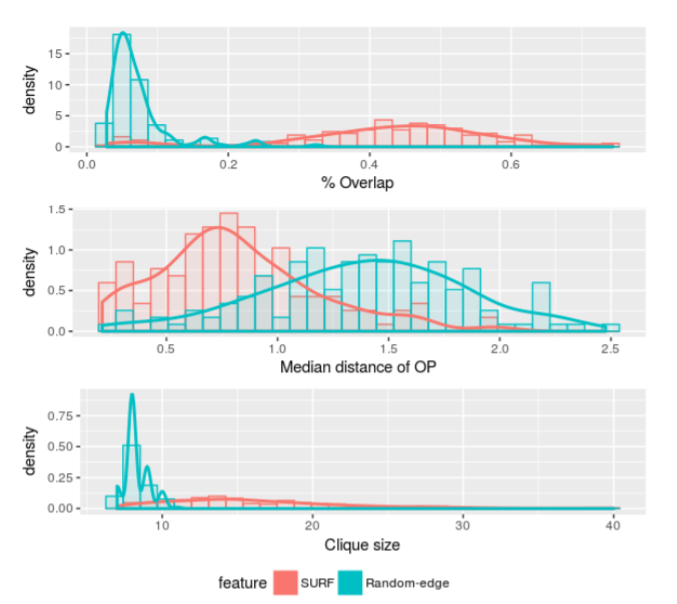 density
15
10
5
0
0.0 0.2 0.4 0.6
% Overlap
density
1.5
1.0
0.5
0.0
0.5 1.0 1.5 2.0 2.5
Median distance of OP
density
0.75
0.50
0.25
0.00
10 20 30 40
Clique size
feature SURF Random-edge